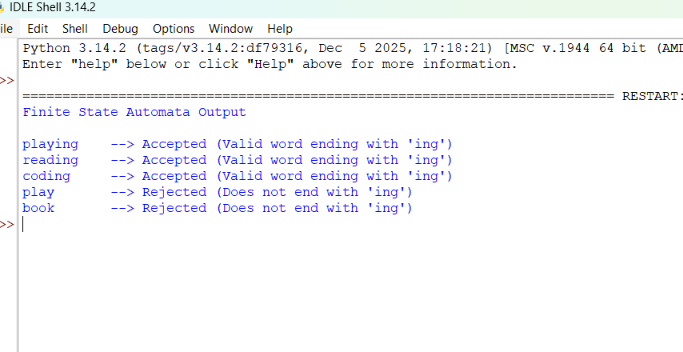 IDLE Shell 3.14.2
ile Edit Shell Debug Options Window Help
Python 3.14.2 (tags/v3.14.2:df79316, Dec  5 2025, 17:18:21) [MSC v.1944 64 bit (AMD
Enter "help" below or click "Help" above for more information.
>>
========================================================================== RESTART:
Finite State Automata Output
playing    --> Accepted (Valid word ending with 'ing')
reading    --> Accepted (Valid word ending with 'ing')
coding     --> Accepted (Valid word ending with 'ing')
play       --> Rejected (Does not end with 'ing')
book       --> Rejected (Does not end with 'ing')
>>